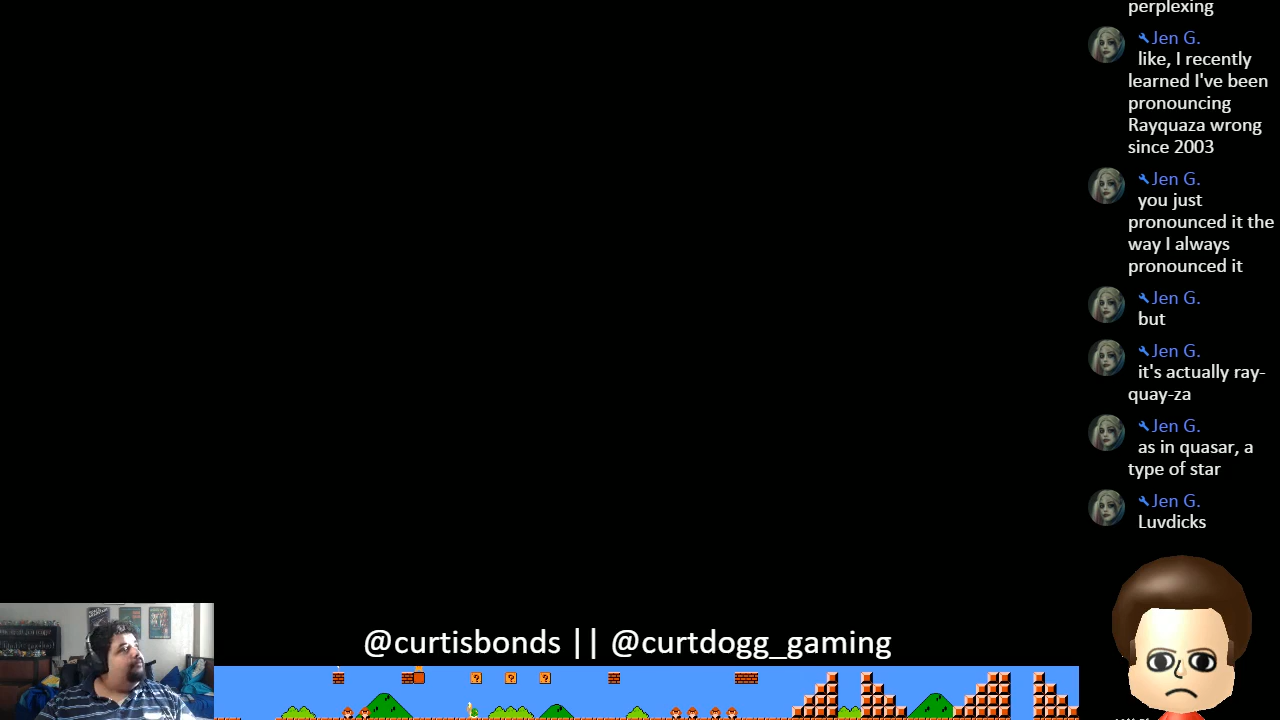 perplexing
Jen G.
like, I recently
learned I've been
pronouncing
Rayquaza wrong
since 2003
Jen G.
you just
pronounced it the
way I always
pronounced it
Jen G.
but
Jen G.
it's actually ray-
quay-za
Jen G.
as in quasar, a
type of star
Jen G.
Luvdicks
@curtisbonds || @curtdogg_gaming